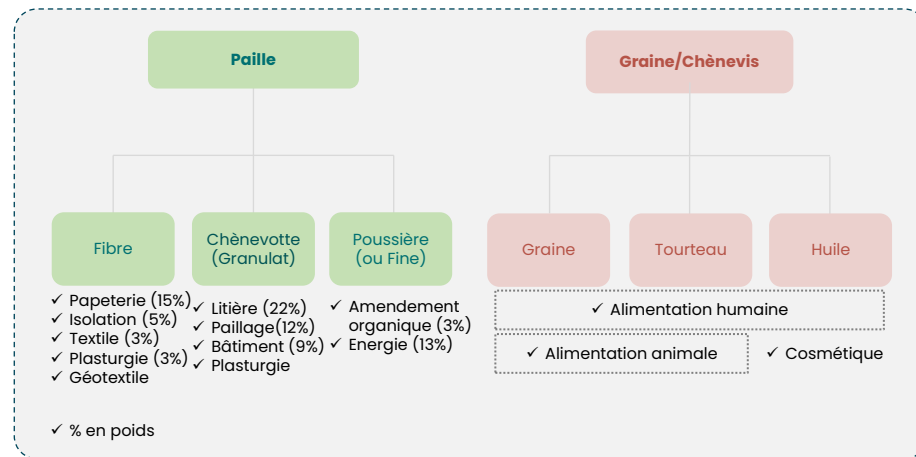 Paille
Graine/Chènevis
Fibre
Chènevotte
(Granulat)
Poussière
(ou Fine)
Graine
Tourteau
Huile
✓ Papeterie (15%)
✓ Isolation (5%)
✓ Textile (3%)
✓ Plasturgie (3%)
✓ Géotextile
✓ Litière (22%)
✓ Paillage(12%)
✓ Bâtiment (9%)
✓ Plasturgie
✓ Amendement
organique (3%)
✓ Energie (13%)
✓ Alimentation humaine
✓ Alimentation animale
✓ Cosmétique
✓ % en poids